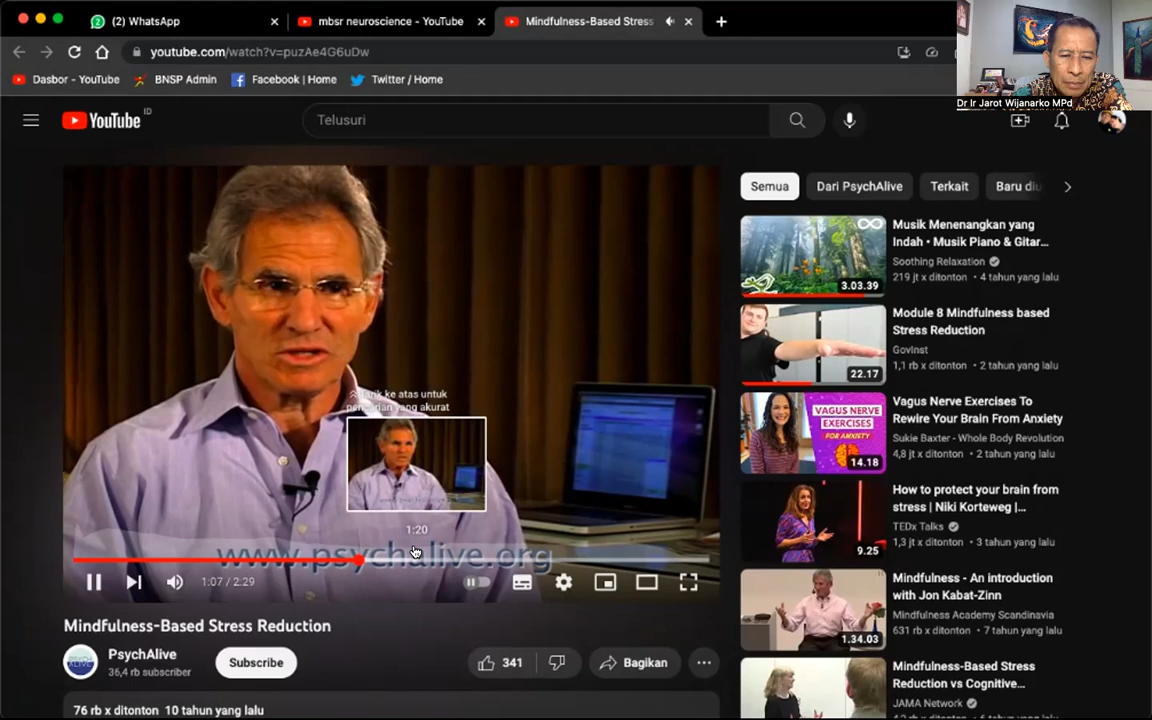 (2) WhatsApp
mbsr neuroscience - YouTube
Mindfulness-Based Stress
youtube.com/watch?v=puzAe4G6uDw
Dasbor - YouTube
BNSP Admin
Facebook | Home
Twitter / Home
Dr Ir Jarot Wijanarko MPd
YouTube ID
Telusuri
Semua
Dari PsychAlive
Terkait
Baru diu
Musik Menenangkan yang
Indah • Musik Piano & Gitar...
Soothing Relaxation
219 jt x ditonton • 4 tahun yang lalu
3.03.39
Module 8 Mindfulness based
Stress Reduction
GovInst
1,1 rb x ditonton • 2 tahun yang lalu
22.17
VAGUS NERVE
EXERCISES
FOR ANXIETY
14.18
Vagus Nerve Exercises To
Rewire Your Brain From Anxiety
Sukie Baxter - Whole Body Revolution
4,8 jt x ditonton • 2 tahun yang lalu
How to protect your brain from
stress | Niki Korteweg |...
TEDx Talks
1,3 jt x ditonton • 3 tahun yang lalu
9.25
Mindfulness - An introduction
with Jon Kabat-Zinn
Mindfulness Academy Scandinavia
631 rb x ditonton • 7 tahun yang lalu
1.34.03
Mindfulness-Based Stress
Reduction vs Cognitive...
JAMA Network
ke atas untuk
yang akurat
1:20
www.psychalive.org
1:07 / 2:29
Mindfulness-Based Stress Reduction
PSYCH
ALIVE
PsychAlive
36,4 rb subscriber
Subscribe
341
Bagikan
76 rb x ditonton 10 tahun yang lalu